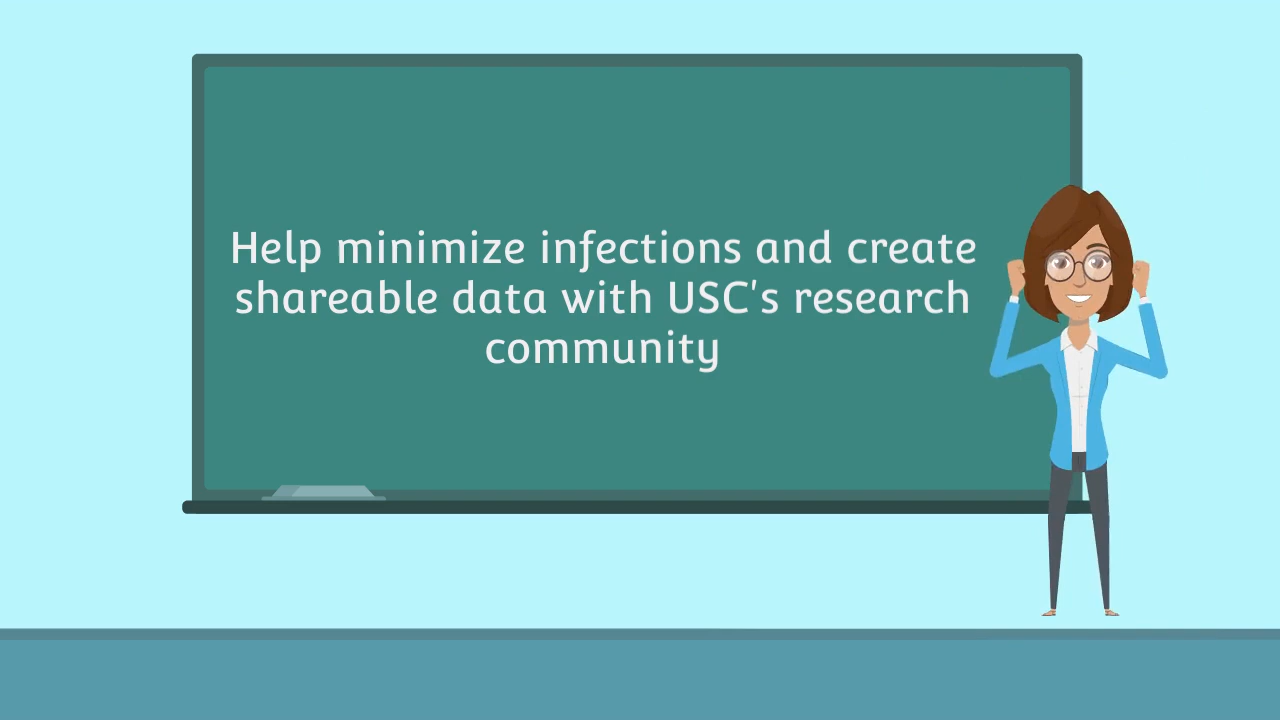 Help minimize infections and create
shareable data with USC's research
community